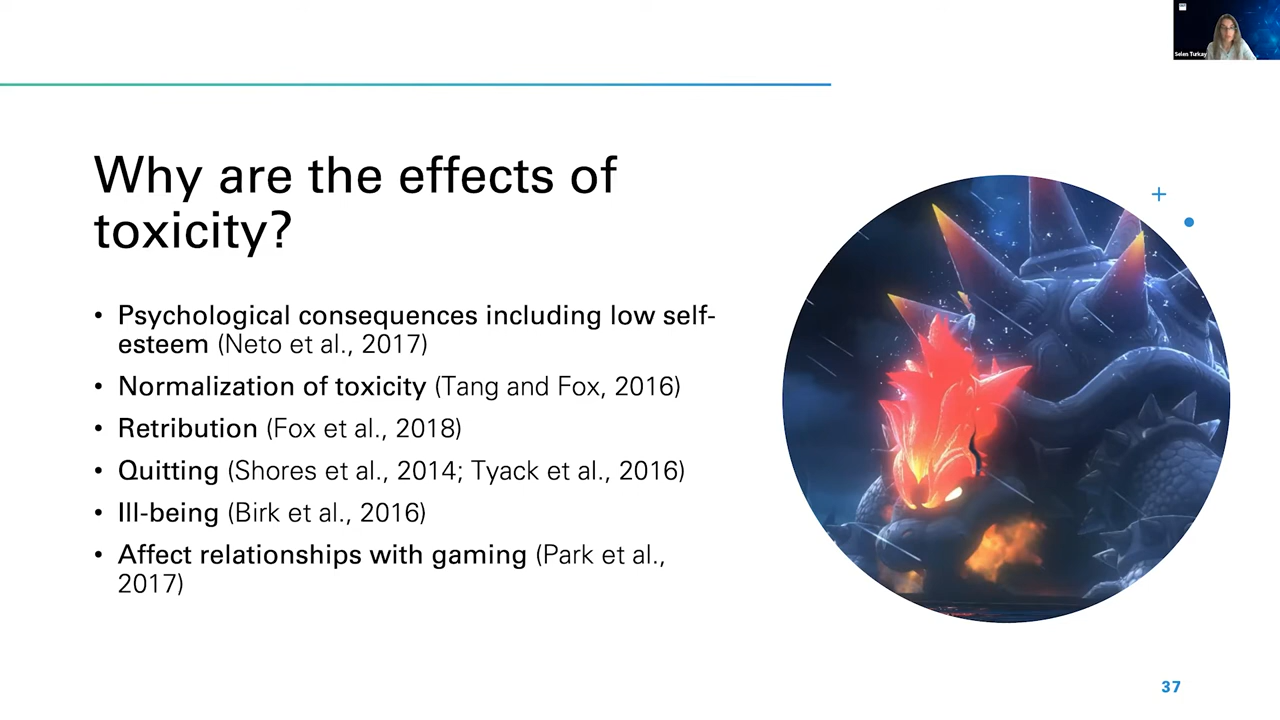 Selen Turkay
Why are the effects of
toxicity?
• Psychological consequences including low self-
esteem (Neto et al., 2017)
• Normalization of toxicity (Tang and Fox, 2016)
• Retribution (Fox et al., 2018)
• Quitting (Shores et al., 2014; Tyack et al., 2016)
• Ill-being (Birk et al., 2016)
• Affect relationships with gaming (Park et al.,
2017)
37